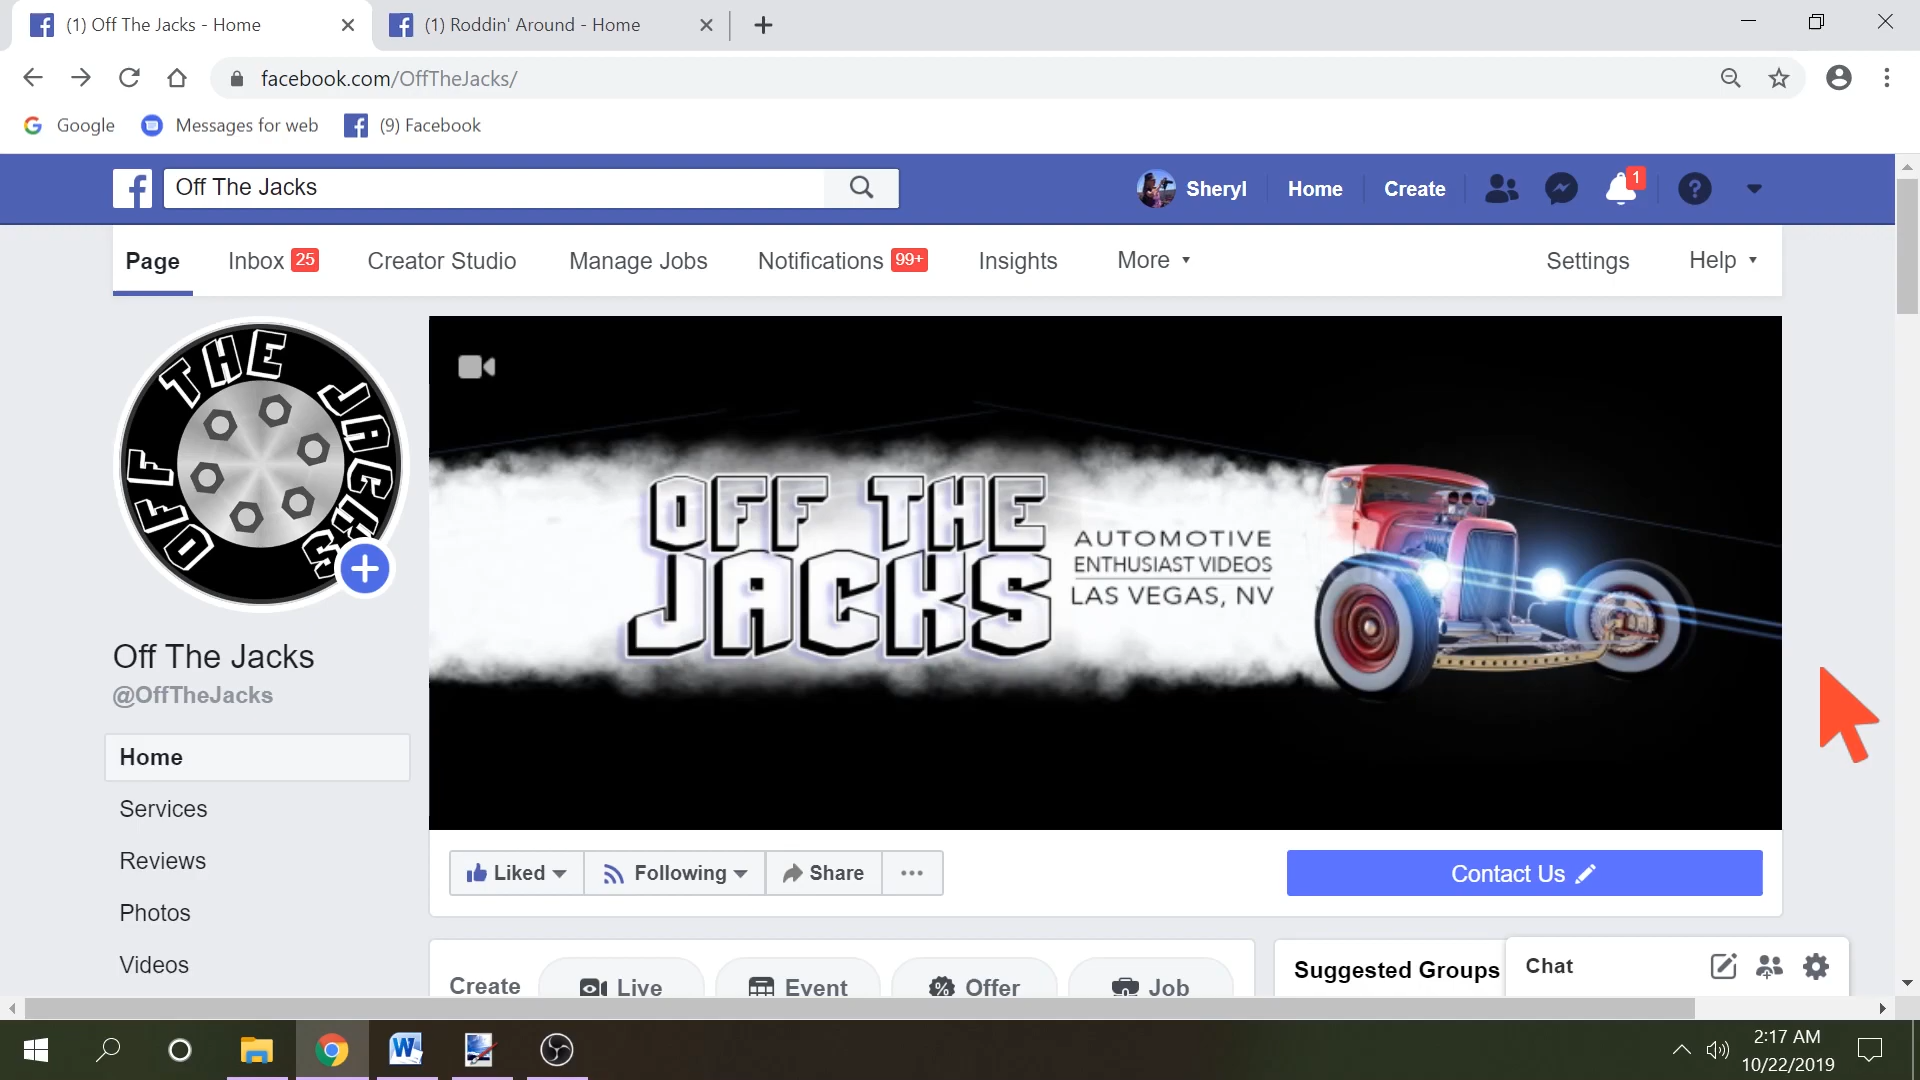 (1) Off The Jacks - Home
(1) Roddin' Around - Home
facebook.com/OffTheJacks/
Google
Messages for web
(9) Facebook
Off The Jacks
Sheryl
Home
Create
1
Page
Inbox 25
Creator Studio
Manage Jobs
Notifications 99+
Insights
More
Settings
Help
OFF THE JACKS
OFF THE
JACKS
AUTOMOTIVE
ENTHUSIAST VIDEOS
LAS VEGAS, NV
Off The Jacks
@OffTheJacks
Home
Services
Reviews
Photos
Videos
Liked
Following
Share
Contact Us
Create
Live
Event
Offer
Job
Suggested Groups
Chat
2:17 AM
10/22/2019